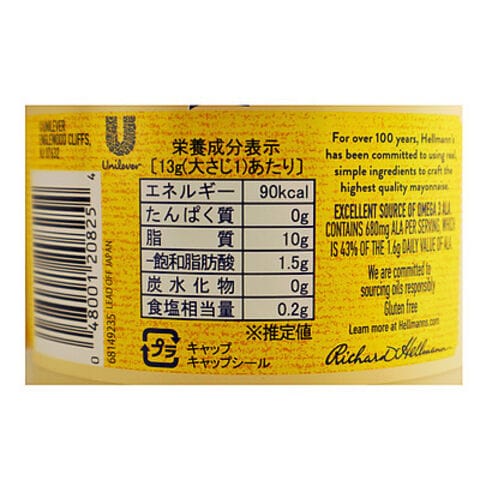 UNILEVER
ENGLEWOOD CLIFFS,
NJ 07632
Unilever
0 48001 20825 4
68149235 LEAD OFF JAPAN
栄養成分表示
[13g(大さじ1)あたり]
エネルギー 90kcal
たんぱく質 0g
脂質 10g
-飽和脂肪酸 1.5g
炭水化物 0g
食塩相当量 0.2g
※推定値
プラ
キャップ
キャップシール
For over 100 years, Hellmann's
has been committed to using real,
simple ingredients to craft the
highest quality mayonnaise.
EXCELLENT SOURCE OF OMEGA 3 ALA
CONTAINS 680mg ALA PER SERVING, WHICH
IS 43% OF THE 1.6g DAILY VALUE OF ALA.
We are committed to
sourcing oils responsibly
Gluten free
Learn more at Hellmanns.com
Richard Hellmann